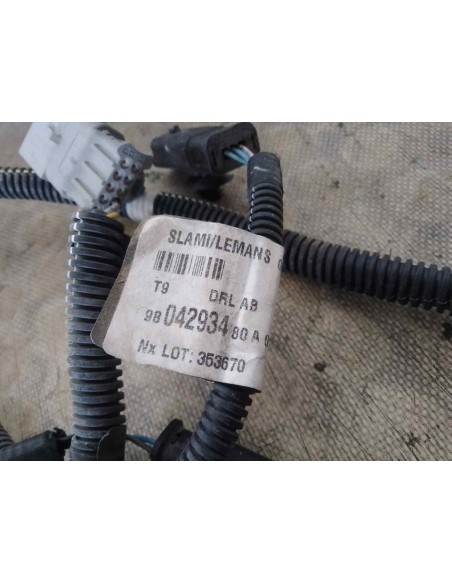 SLAMI/LEMANS
T9 DRL AB
98 042934 80 A
Nx LOT: 353670